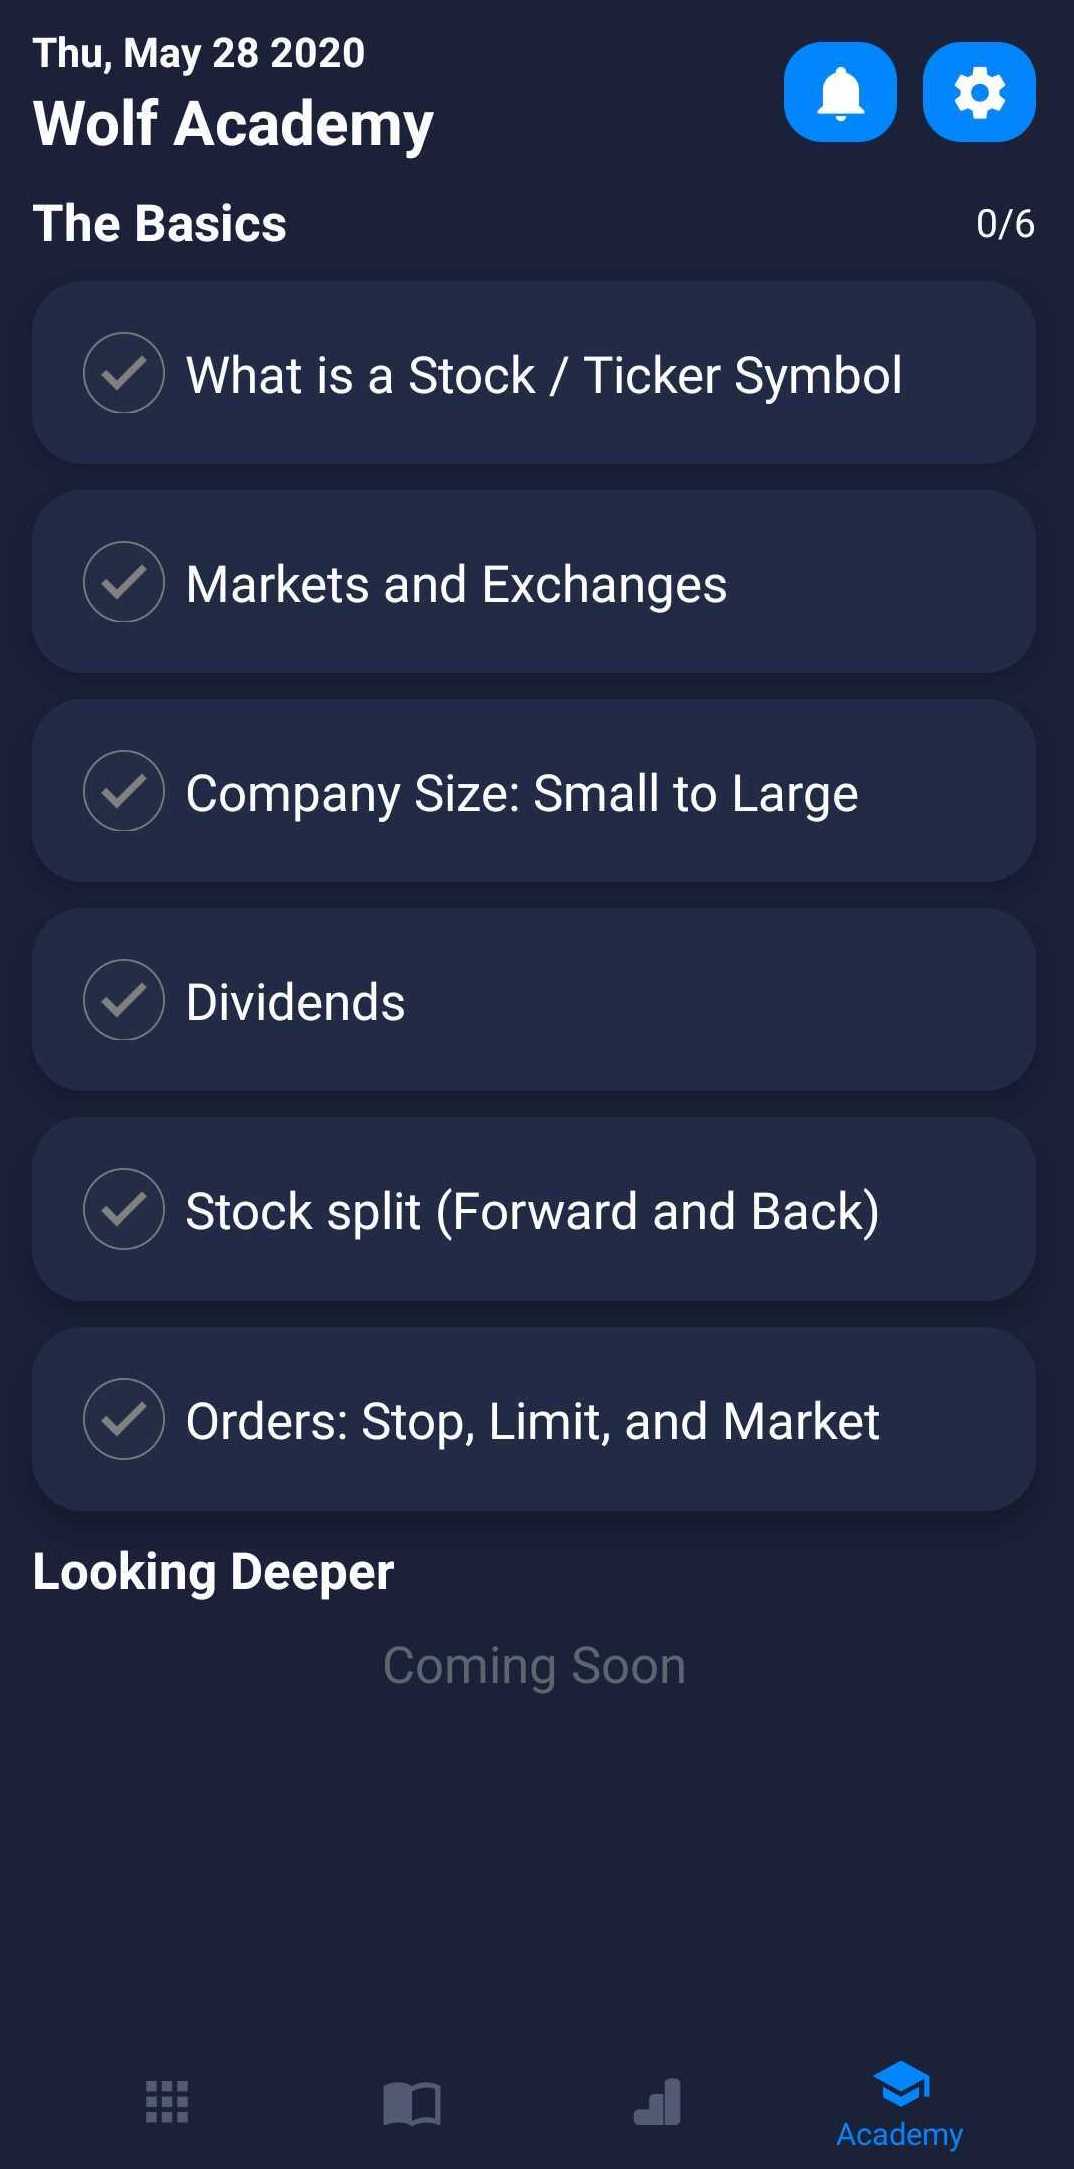 Thu, May 28 2020
Wolf Academy
The Basics
0/6
What is a Stock / Ticker Symbol
Markets and Exchanges
Company Size: Small to Large
Dividends
Stock split (Forward and Back)
Orders: Stop, Limit, and Market
Looking Deeper
Coming Soon
Academy